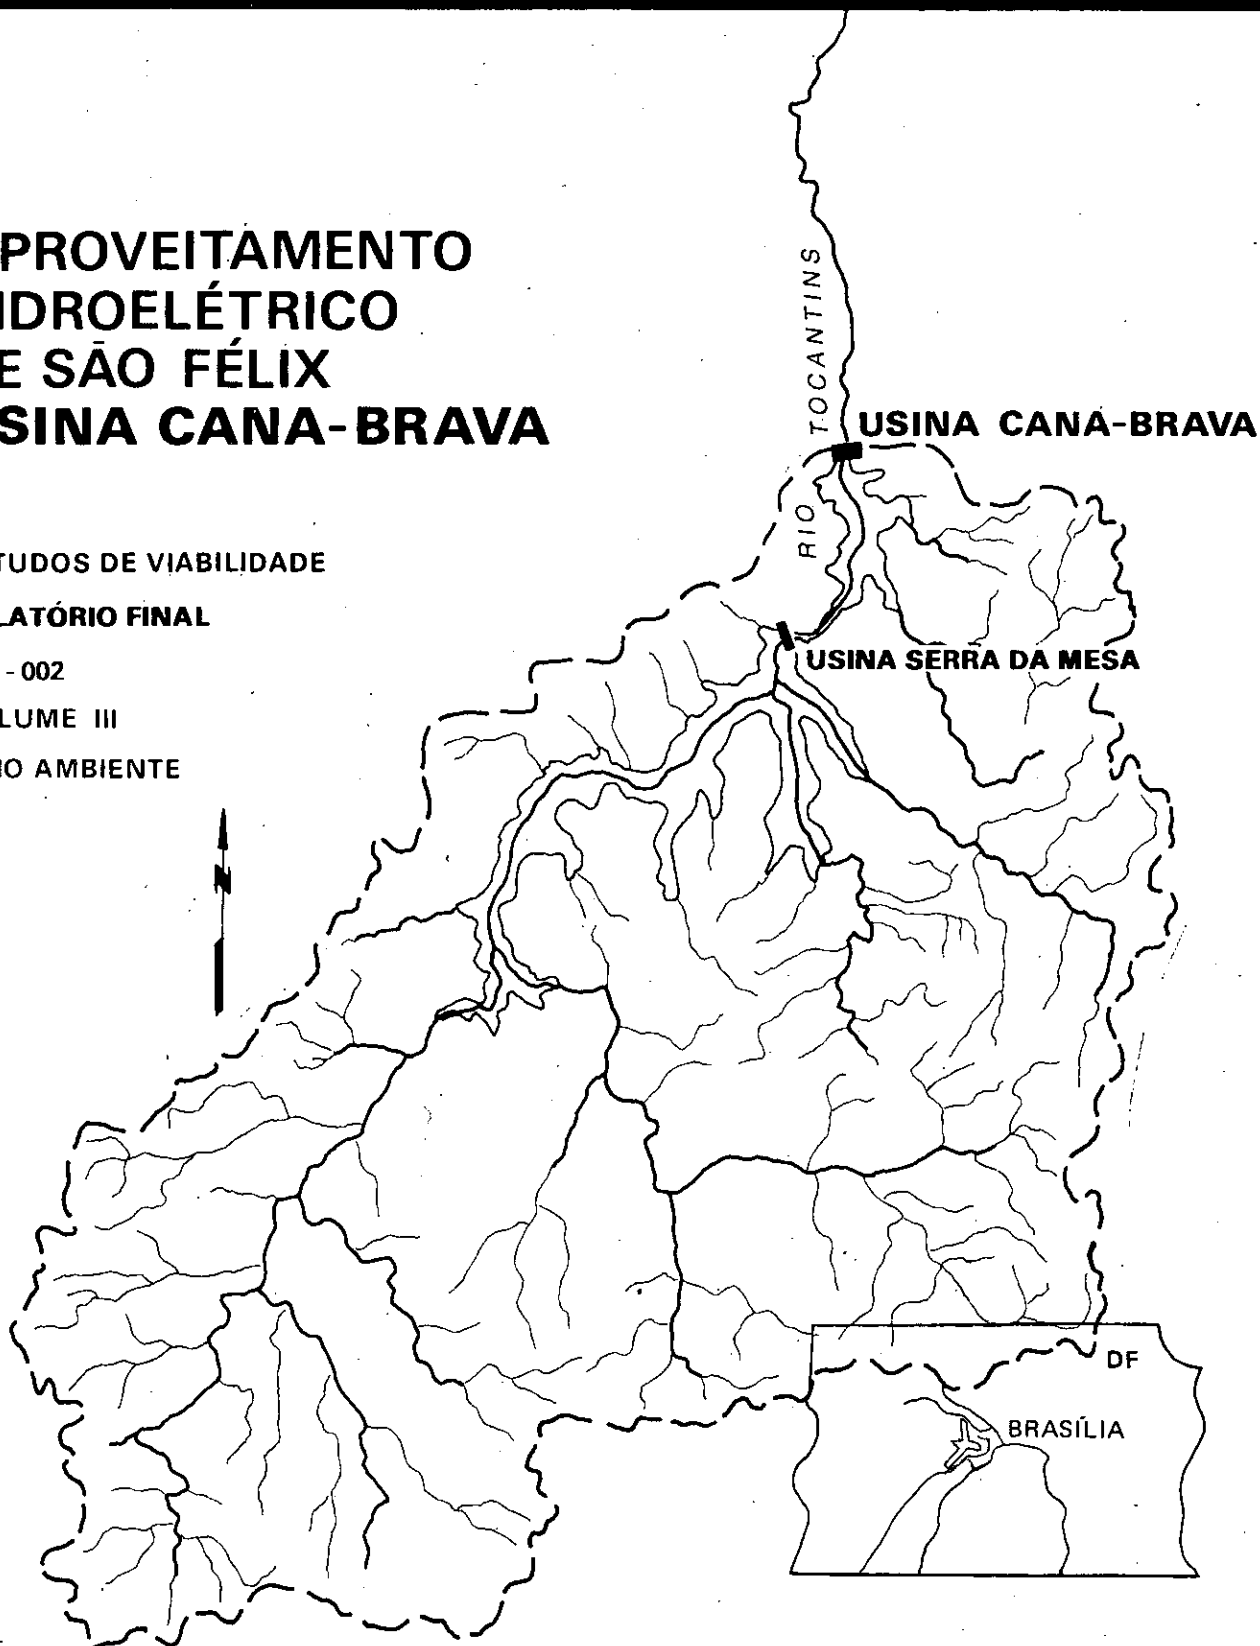 PROVEITAMENTO
IDROELÉTRICO
E SÃO FÉLIX
SINA CANA-BRAVA
TUDOS DE VIABILIDADE
LATÓRIO FINAL
- 002
LUME III
IO AMBIENTE
N
RIO TOCANTINS
USINA CANA-BRAVA
USINA SERRA DA MESA
DF
BRASÍLIA